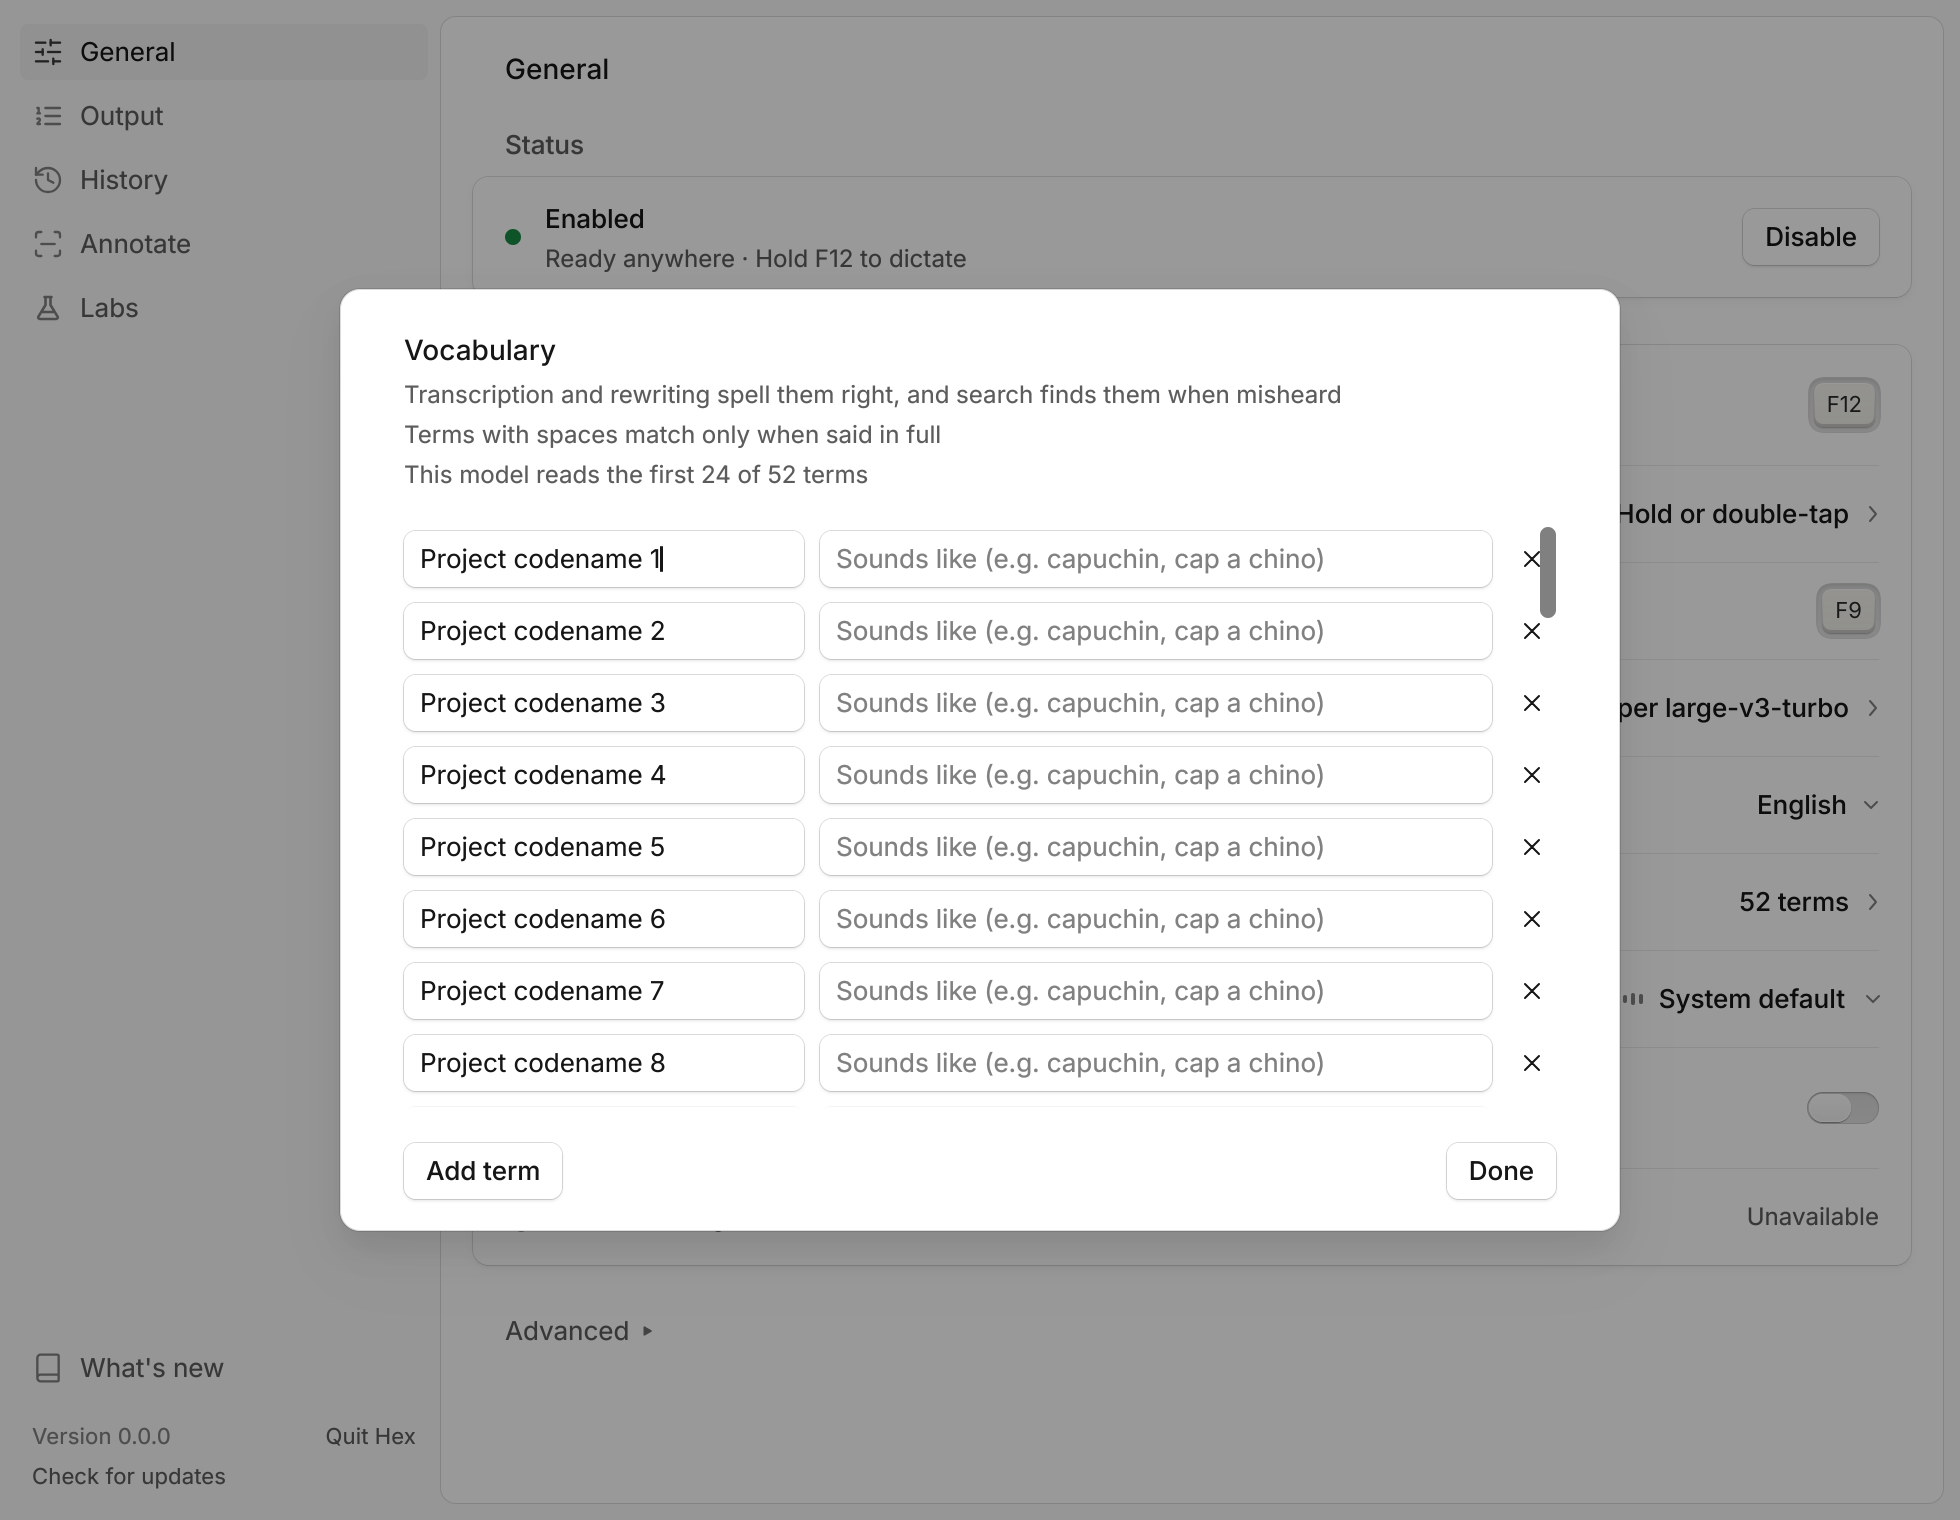 General
Output
History
Annotate
Labs
General
Status
Enabled
Ready anywhere · Hold F12 to dictate
Disable
Vocabulary
Transcription and rewriting spell them right, and search finds them when misheard
Terms with spaces match only when said in full
This model reads the first 24 of 52 terms
Project codename 1 Sounds like (e.g. capuchin, cap a chino)
Project codename 2 Sounds like (e.g. capuchin, cap a chino)
Project codename 3 Sounds like (e.g. capuchin, cap a chino)
Project codename 4 Sounds like (e.g. capuchin, cap a chino)
Project codename 5 Sounds like (e.g. capuchin, cap a chino)
Project codename 6 Sounds like (e.g. capuchin, cap a chino)
Project codename 7 Sounds like (e.g. capuchin, cap a chino)
Project codename 8 Sounds like (e.g. capuchin, cap a chino)
Add term
Done
F12
Hold or double-tap
F9
large-v3-turbo
English
52 terms
System default
Unavailable
Advanced
What's new
Version 0.0.0 Quit Hex
Check for updates